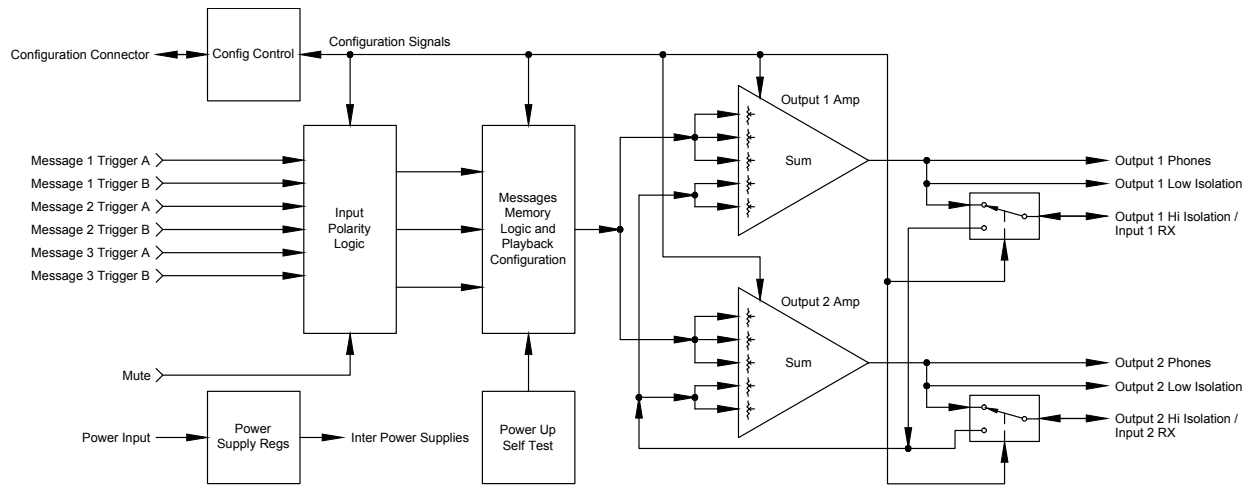 Configuration Connector
Config Control
Configuration Signals
Message 1 Trigger A
Message 1 Trigger B
Message 2 Trigger A
Message 2 Trigger B
Message 3 Trigger A
Message 3 Trigger B
Input
Polarity
Logic
Messages
Memory
Logic and
Playback
Configuration
Output 1 Amp
Sum
Output 1 Phones
Output 1 Low Isolation
Output 1 Hi Isolation /
Input 1 RX
Output 2 Amp
Sum
Output 2 Phones
Output 2 Low Isolation
Output 2 Hi Isolation /
Input 2 RX
Mute
Power Input
Power
Supply Regs
Inter Power Supplies
Power Up
Self Test